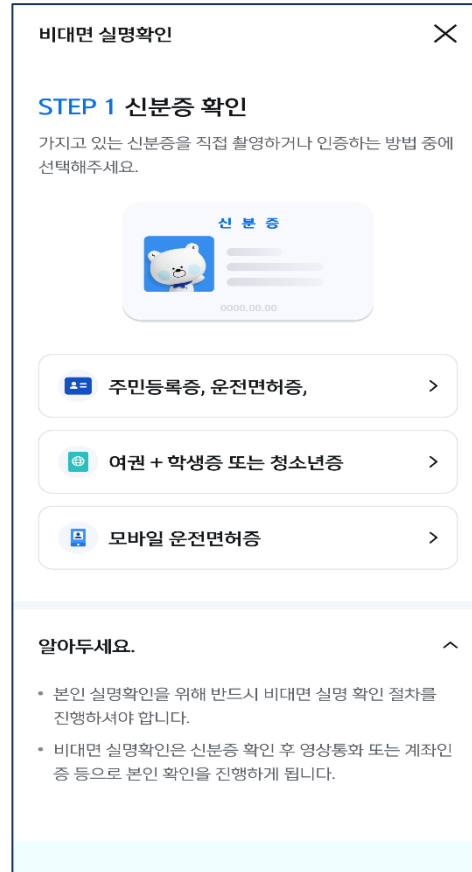 비대면 실명확인
STEP 1 신분증 확인
가지고 있는 신분증을 직접 촬영하거나 인증하는 방법 중에
선택해주세요.
신 분 증
0000.00.00
주민등록증, 운전면허증,
여권 + 학생증 또는 청소년증
모바일 운전면허증
알아두세요.
• 본인 실명확인을 위해 반드시 비대면 실명 확인 절차를
진행하셔야 합니다.
• 비대면 실명확인은 신분증 확인 후 영상통화 또는 계좌인
증 등으로 본인 확인을 진행하게 됩니다.